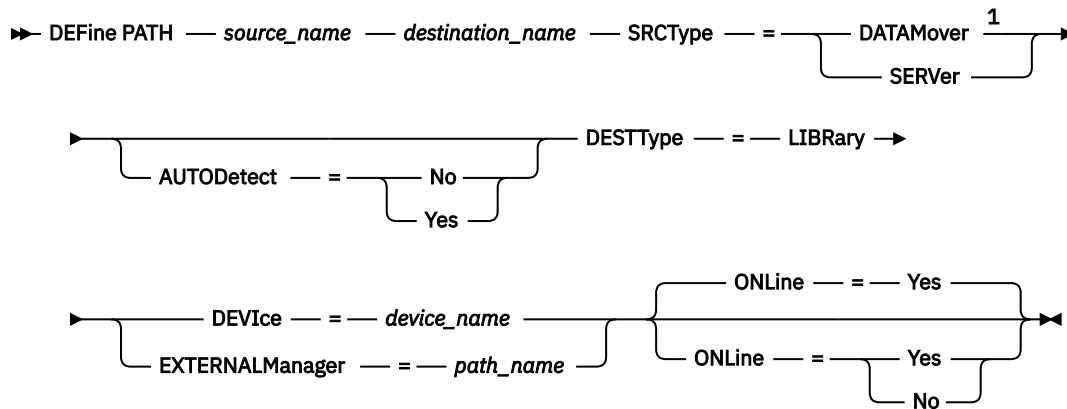 DEFine PATH — source_name — destination_name — SRCType — = — DATAMover 1
SERVer
DESTType — = — LIBRary
AUTODetect — = — No
Yes
ONLine — = — Yes
DEVIce — = — device_name
EXTERNALManager — = — path_name
ONLine — = — Yes
No